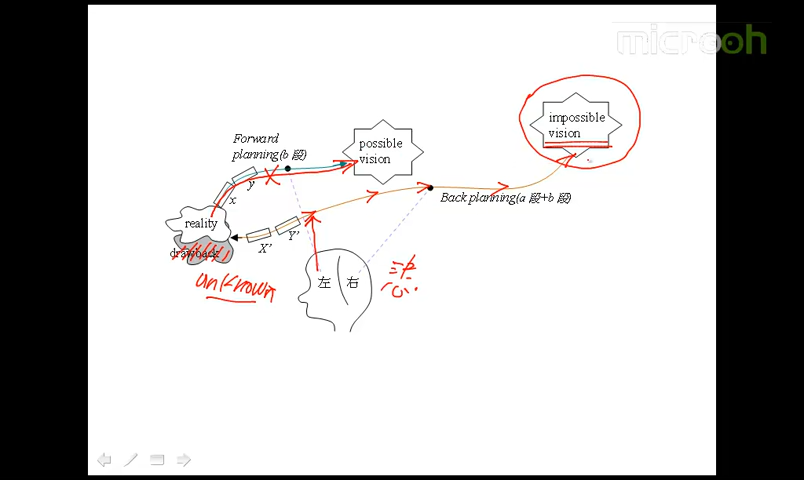 microoh
impossible
vision
Forward
planning(b 段)
possible
vision
y
x
Back planning(a 段+b 段)
reality
Y'
X'
drawback
unknown
左
右